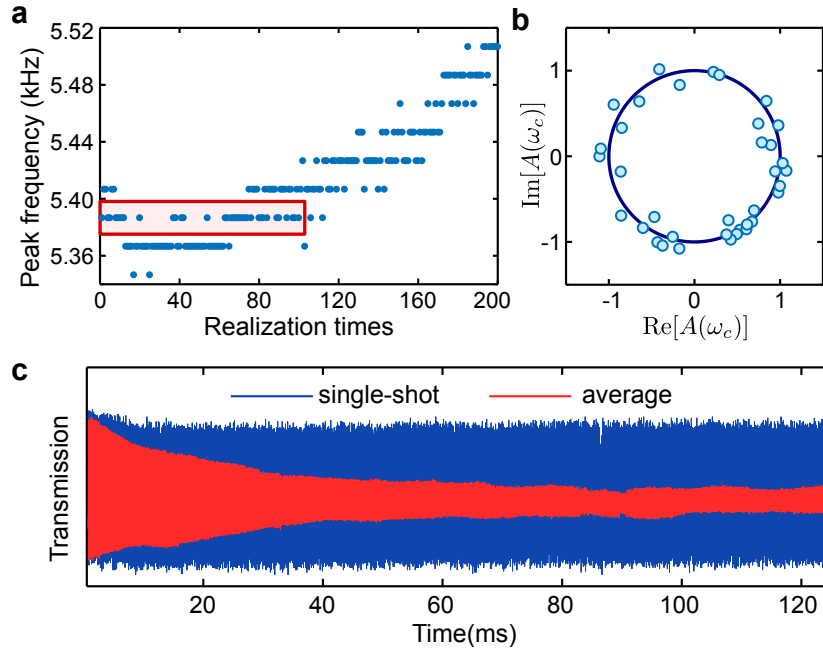 a
Peak frequency (kHz)
5.52
5.48
5.44
5.40
5.36
0 40 80 120 160 200
Realization times
b
Im[A(ω_c)]
1
0
-1
-1 0 1
Re[A(ω_c)]
c
Transmission
single-shot average
20 40 60 80 100 120
Time(ms)